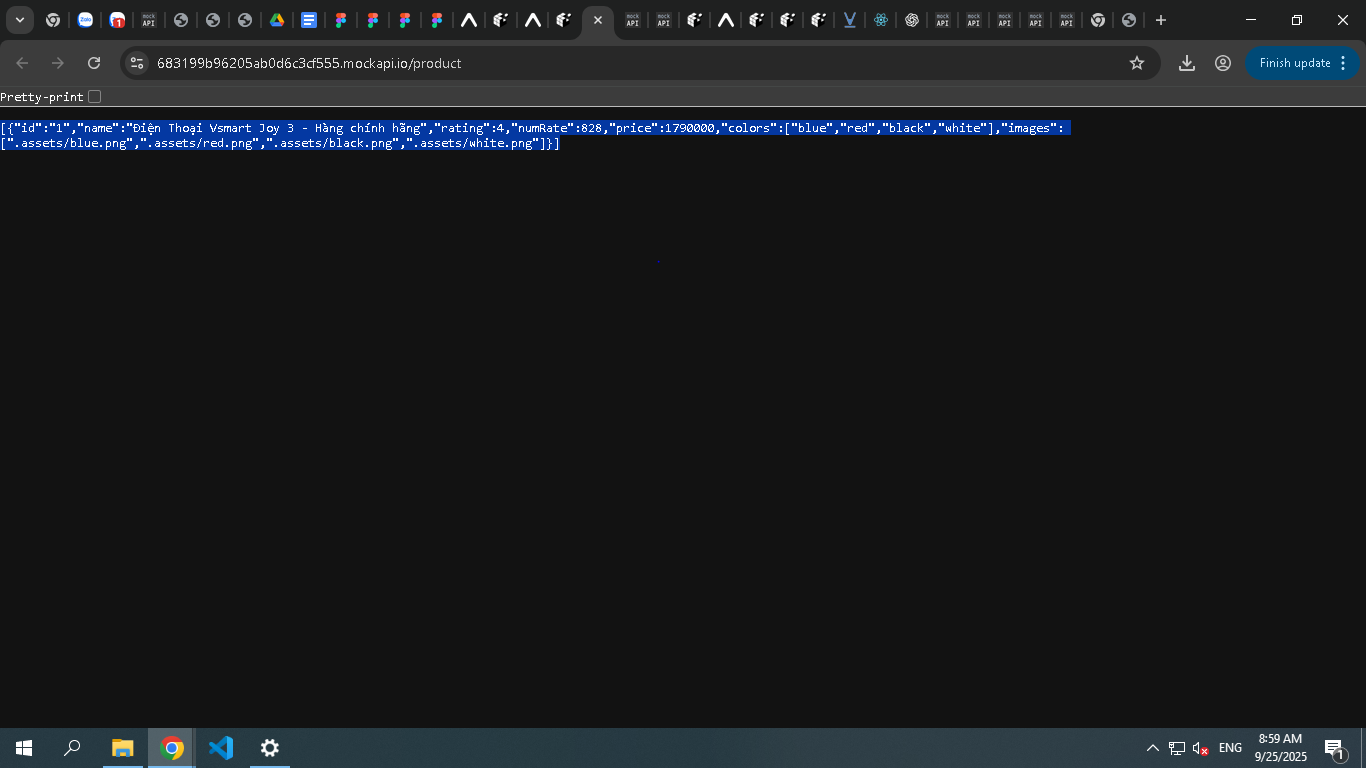 Zalo
1
mock
API
mock
API
mock
API
mock
API
mock
API
mock
API
mock
API
mock
API
683199b96205ab0d6c3cf555.mockapi.io/product
Finish update
Pretty-print
[{"id":"1","name":"Điện Thoại Vsmart Joy 3 - Hàng chính hãng","rating":4,"numRate":828,"price":1790000,"colors":["blue","red","black","white"],"images":
[".assets/blue.png",".assets/red.png",".assets/black.png",".assets/white.png"]}]
ENG
8:59 AM
9/25/2025
1